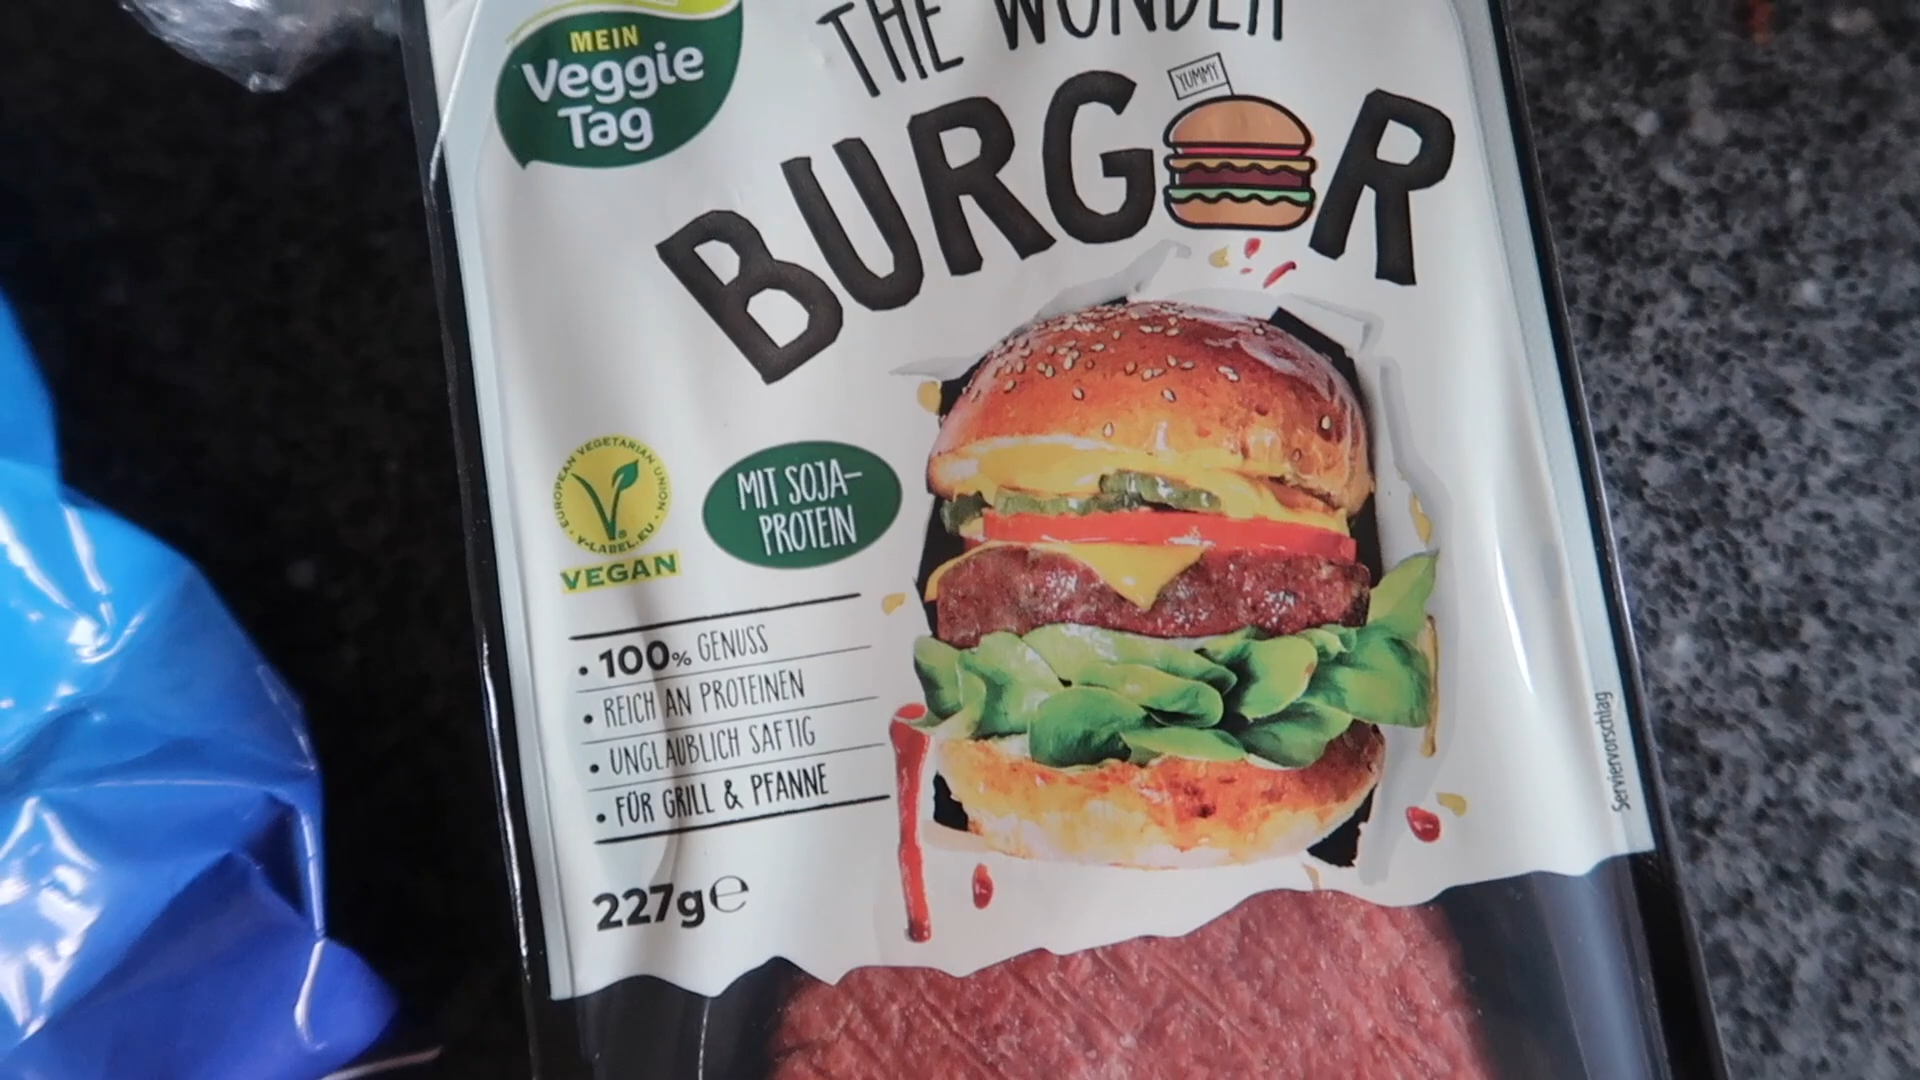 MEIN
Veggie
Tag
THE WONDER
YUMMY
BURGER
EUROPEAN VEGETARIAN UNION
V-LABEL.EU
VEGAN
MIT SOJA-
PROTEIN
• 100% GENUSS
• REICH AN PROTEINEN
• UNGLAUBLICH SAFTIG
• FÜR GRILL & PFANNE
227g℮
Serviervorschlag